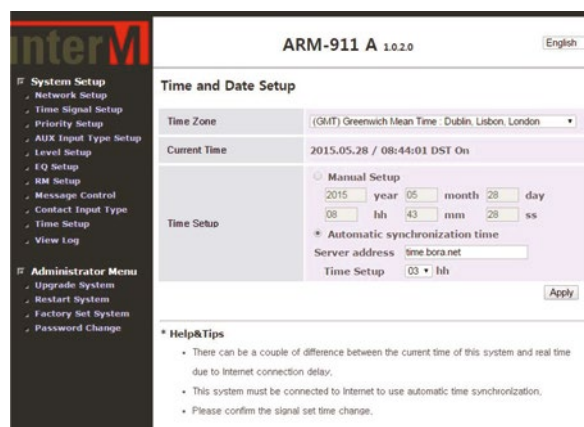 interM
ARM-911 A 1.0.2.0
English
System Setup
Network Setup
Time Signal Setup
Priority Setup
AUX Input Type Setup
Level Setup
EQ Setup
RM Setup
Message Control
Contact Input Type
Time Setup
View Log
Administrator Menu
Upgrade System
Restart System
Factory Set System
Password Change
Time and Date Setup
Time Zone (GMT) Greenwich Mean Time : Dublin, Lisbon, London
Current Time 2015.05.28 / 08:44:01 DST On
Time Setup
Manual Setup
2015 year 05 month 28 day
08 hh 43 mm 28 ss
Automatic synchronization time
Server address time.bora.net
Time Setup 03 hh
Apply
* Help&Tips
• There can be a couple of difference between the current time of this system and real time
due to Internet connection delay.
• This system must be connected to Internet to use automatic time synchronization.
• Please confirm the signal set time change.